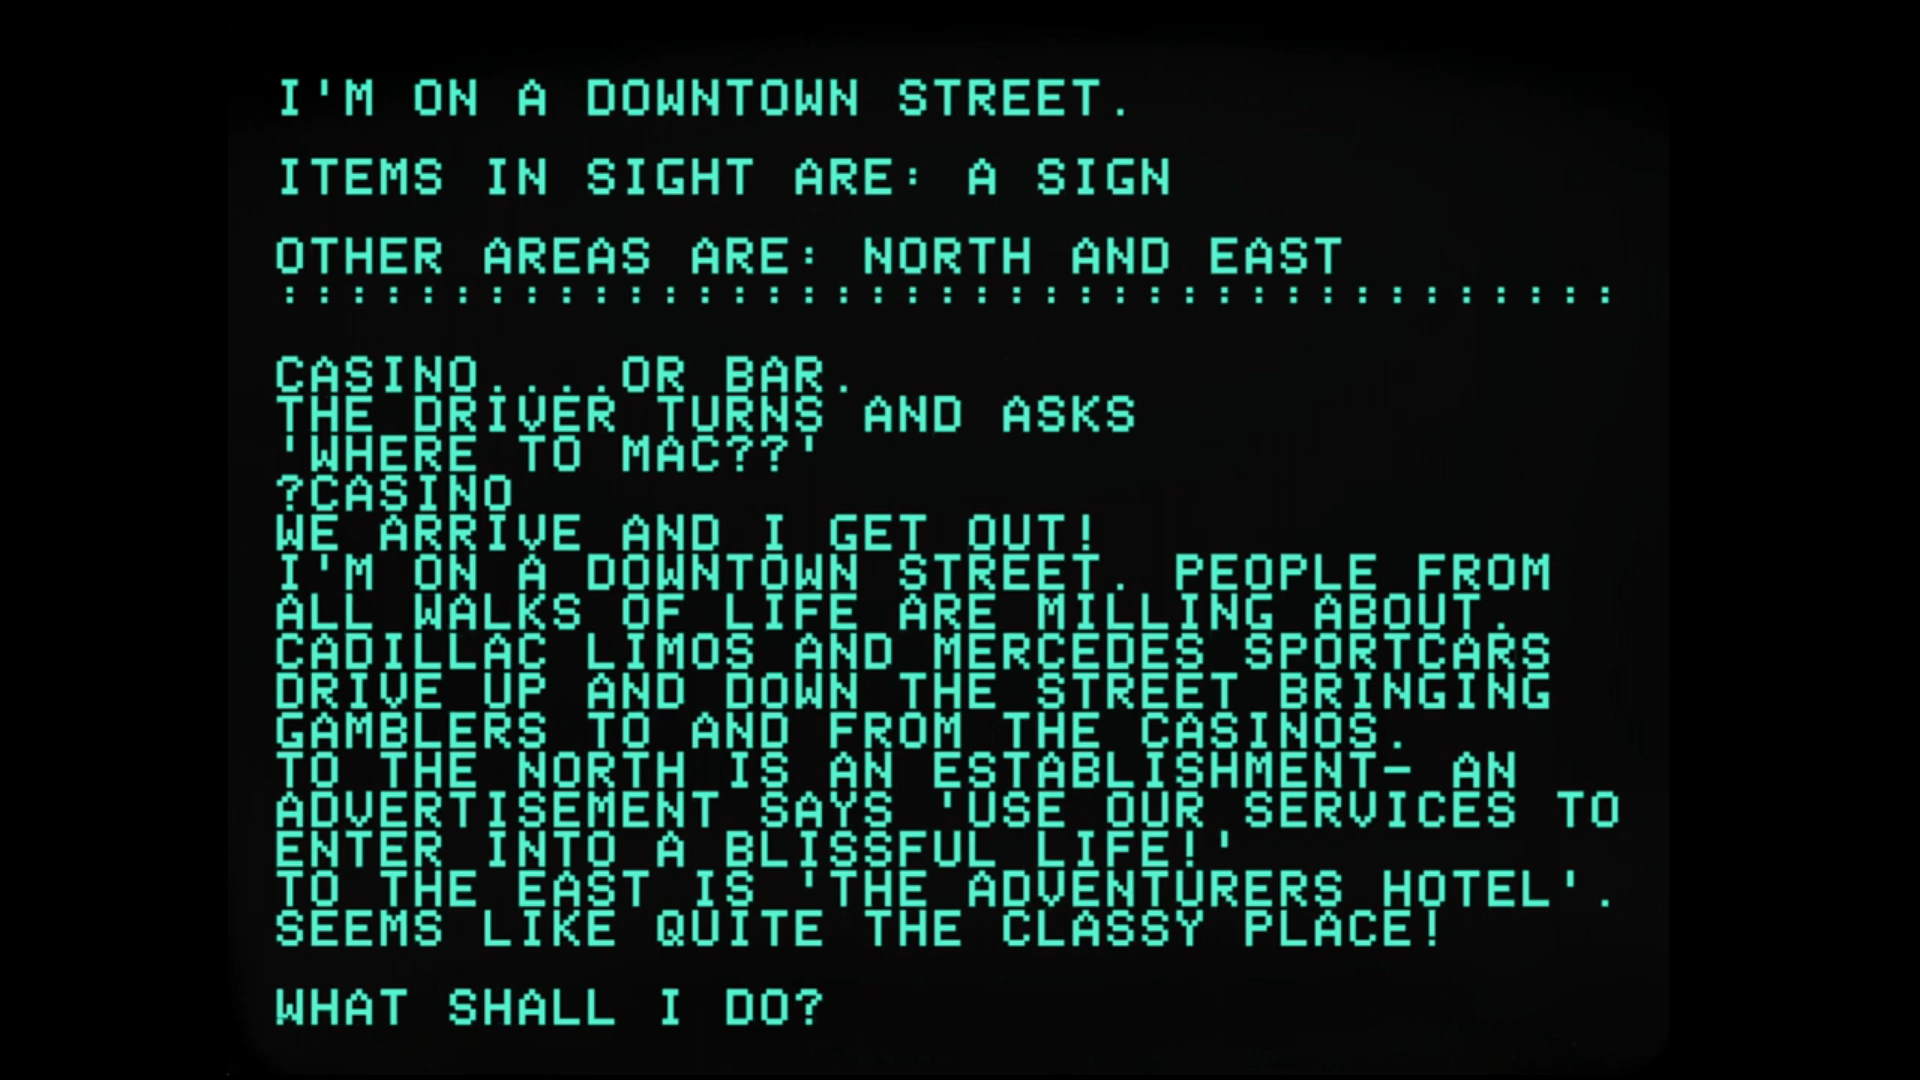 I'M ON A DOWNTOWN STREET.
ITEMS IN SIGHT ARE: A SIGN
OTHER AREAS ARE: NORTH AND EAST
:::::::::::::::::::::::::::::::::::::::
CASINO....OR BAR.
THE DRIVER TURNS AND ASKS
'WHERE TO MAC??'
?CASINO
WE ARRIVE AND I GET OUT!
I'M ON A DOWNTOWN STREET. PEOPLE FROM
ALL WALKS OF LIFE ARE MILLING ABOUT.
CADILLAC LIMOS AND MERCEDES SPORTCARS
DRIVE UP AND DOWN THE STREET BRINGING
GAMBLERS TO AND FROM THE CASINOS.
TO THE NORTH IS AN ESTABLISHMENT- AN
ADVERTISEMENT SAYS 'USE OUR SERVICES TO
ENTER INTO A BLISSFUL LIFE!'
TO THE EAST IS 'THE ADVENTURERS HOTEL'.
SEEMS LIKE QUITE THE CLASSY PLACE!
WHAT SHALL I DO?